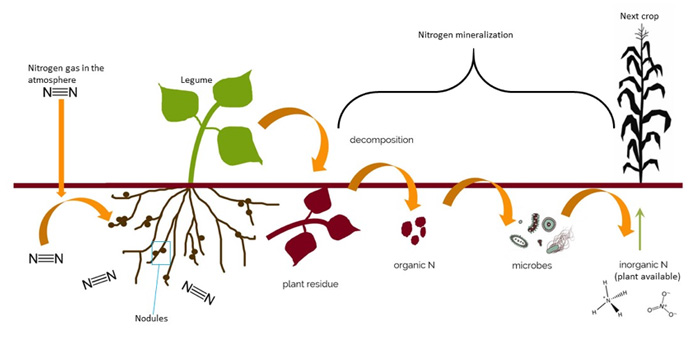 Next crop
Nitrogen mineralization
Nitrogen gas in the
atmosphere
N≡N
Legume
decomposition
N≡N
N≡N
N≡N
Nodules
plant residue
organic N
microbes
inorganic N
(plant available)
H
H
N⁺
H
H
O⁻
N⁺
O⁻
O